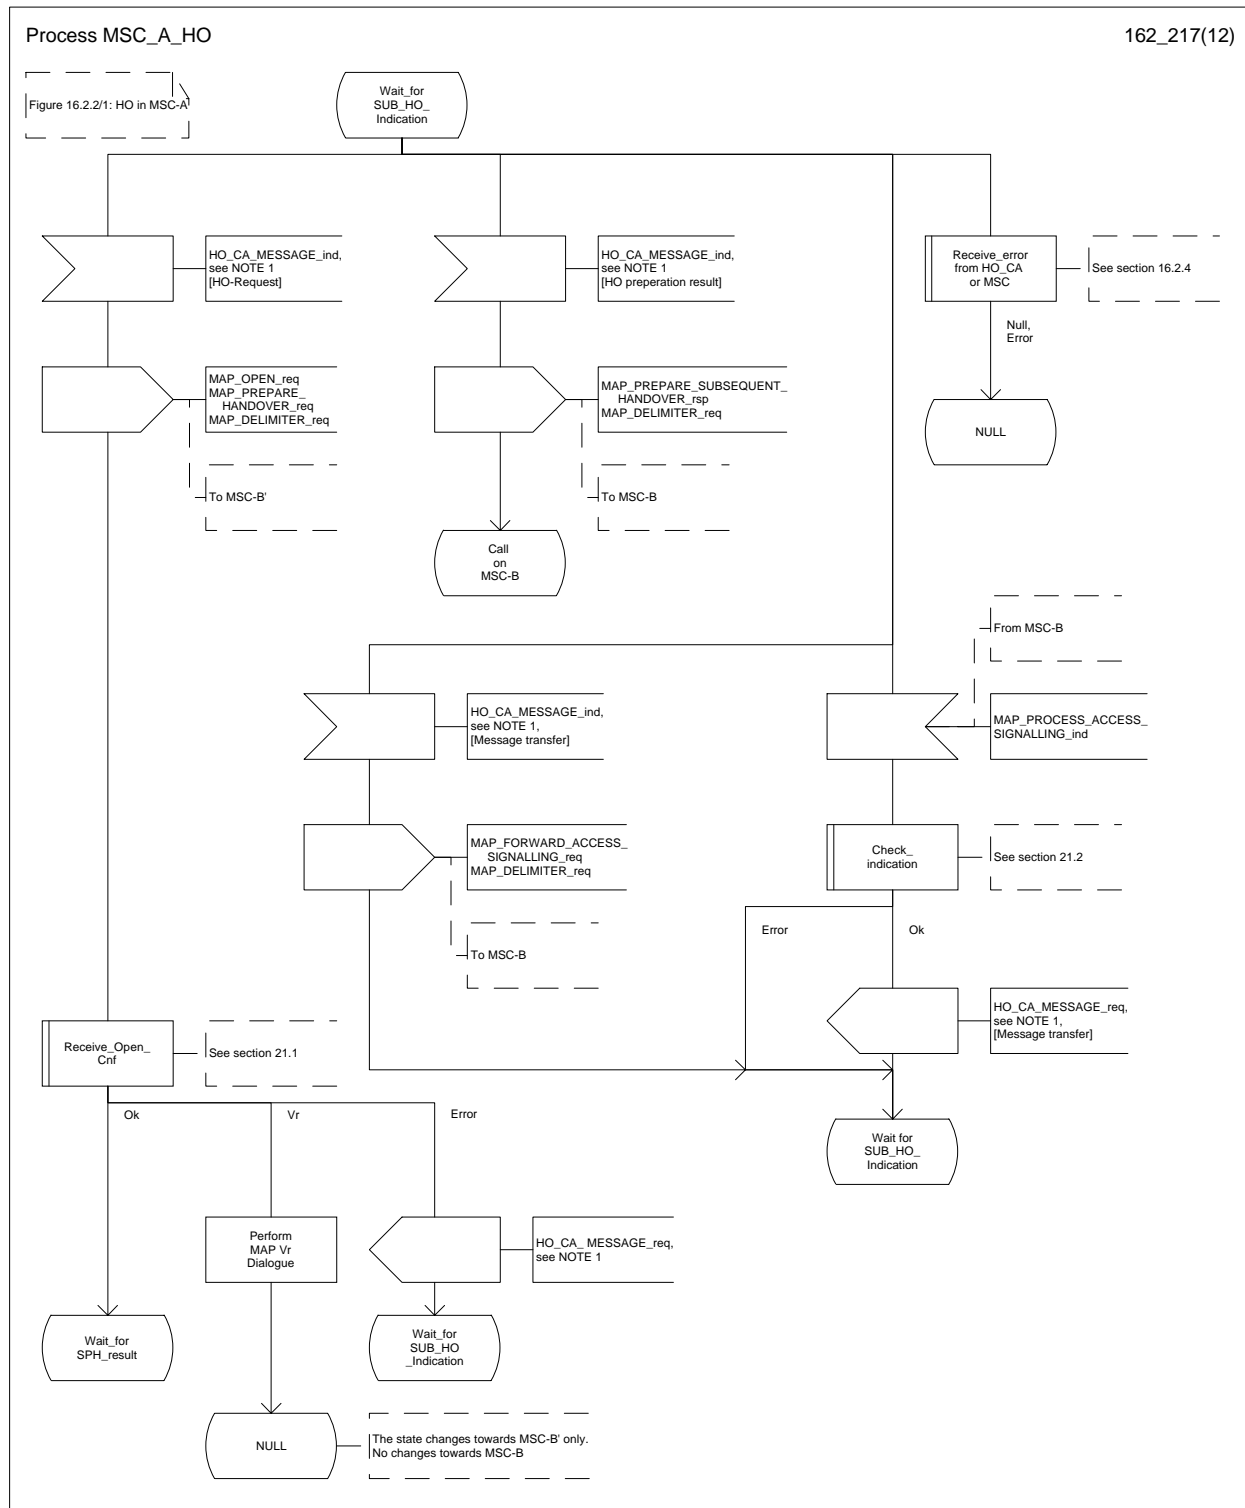 Process MSC_A_HO
162_217(12)
Figure 16.2.2/1: HO in MSC-A
Wait_for
SUB_HO_
Indication
HO_CA_MESSAGE_ind,
see NOTE 1
[HO-Request]
HO_CA_MESSAGE_ind,
see NOTE 1
[HO preperation result]
Receive_error
from HO_CA
or MSC
See section 16.2.4
Null,
Error
MAP_OPEN_req
MAP_PREPARE_
HANDOVER_req
MAP_DELIMITER_req
MAP_PREPARE_SUBSEQUENT_
HANDOVER_rsp
MAP_DELIMITER_req
NULL
To MSC-B'
To MSC-B
Call
on
MSC-B
From MSC-B
HO_CA_MESSAGE_ind,
see NOTE 1,
[Message transfer]
MAP_PROCESS_ACCESS_
SIGNALLING_ind
MAP_FORWARD_ACCESS_
SIGNALLING_req
MAP_DELIMITER_req
Check_
indication
See section 21.2
Error
Ok
To MSC-B
HO_CA_MESSAGE_req,
see NOTE 1,
[Message transfer]
Receive_Open_
Cnf
See section 21.1
Ok
Vr
Error
Wait for
SUB_HO_
Indication
Perform
MAP Vr
Dialogue
HO_CA_ MESSAGE_req,
see NOTE 1
Wait_for
SPH_result
Wait_for
SUB_HO
_Indication
NULL
The state changes towards MSC-B' only.
No changes towards MSC-B